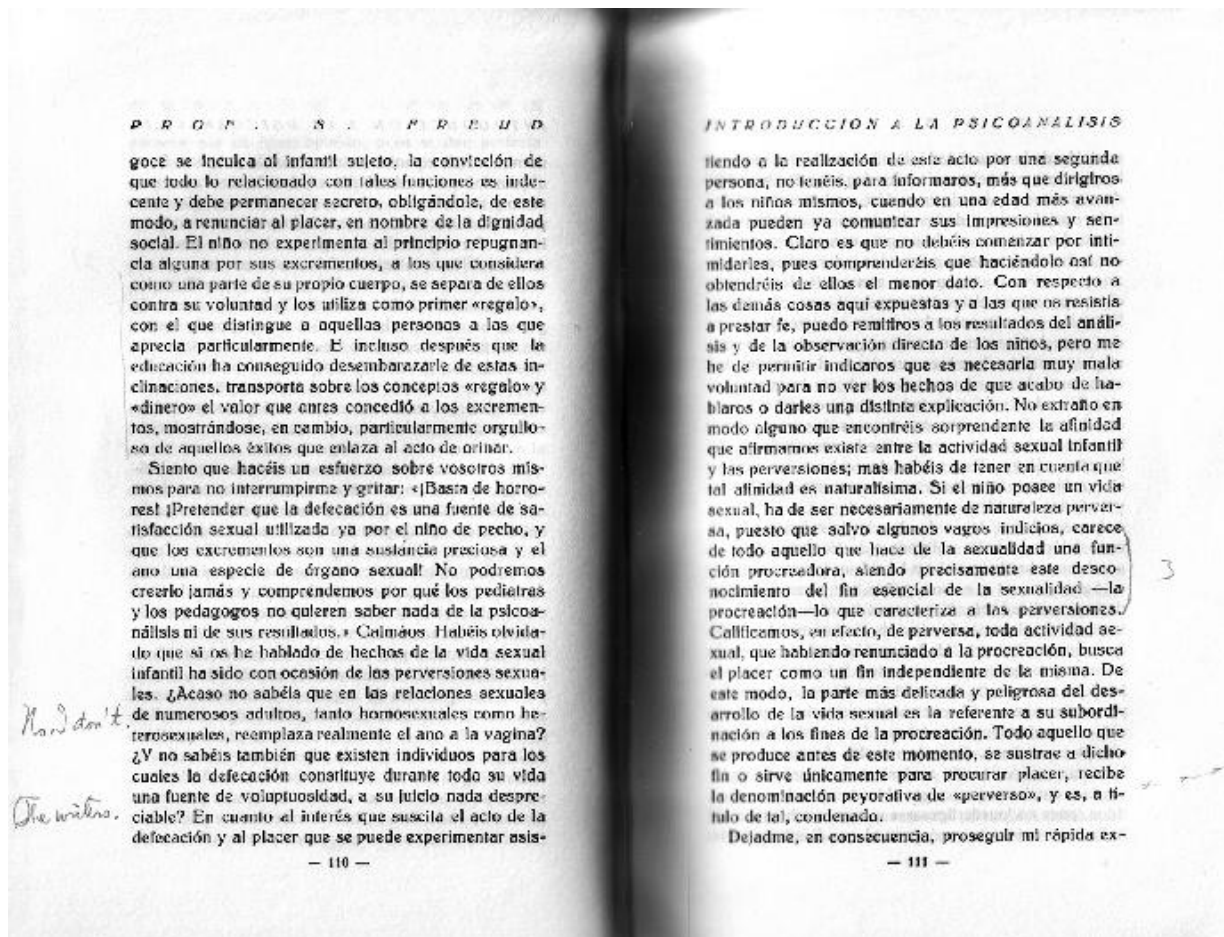 PROF. S. FREUD
goce se inculca al infantil sujeto, la convicción de
que todo lo relacionado con tales funciones es inde-
cente y debe permanecer secreto, obligándole, de este
modo, a renunciar al placer, en nombre de la dignidad
social. El niño no experimenta al principio repugnan-
cia alguna por sus excrementos, a los que considera
como una parte de su propio cuerpo, se separa de ellos
contra su voluntad y los utiliza como primer «regalo»,
con el que distingue a aquellas personas a las que
aprecia particularmente. E incluso después que la
educación ha conseguido desembarazarle de estas in-
clinaciones, transporta sobre los conceptos «regalo» y
«dinero» el valor que antes concedió a los excremen-
tos, mostrándose, en cambio, particularmente orgullo-
so de aquellos éxitos que enlaza al acto de orinar.
Siento que hacéis un esfuerzo sobre vosotros mis-
mos para no interrumpirme y gritar: «¡Basta de horro-
res! ¡Pretender que la defecación es una fuente de sa-
tisfacción sexual utilizada ya por el niño de pecho, y
que los excrementos son una sustancia preciosa y el
ano una especie de órgano sexual! No podremos
creerlo jamás y comprendemos por qué los pediatras
y los pedagogos no quieren saber nada de la psicoa-
nálisis ni de sus resultados.» Calmáos. Habéis olvida-
do que si os he hablado de hechos de la vida sexual
infantil ha sido con ocasión de las perversiones sexua-
les. ¿Acaso no sabéis que en las relaciones sexuales
de numerosos adultos, tanto homosexuales como he-
terosexuales, reemplaza realmente el ano a la vagina?
¿Y no sabéis también que existen individuos para los
cuales la defecación constituye durante toda su vida
una fuente de voluptuosidad, a su juicio nada despre-
ciable? En cuanto al interés que suscita el acto de la
defecación y al placer que se puede experimentar asis-
— 110 —
don't.
The writers.
INTRODUCCION A LA PSICOANALISIS
tiendo a la realización de este acto por una segunda
persona, no tenéis, para informaros, más que dirigiros
a los niños mismos, cuando en una edad más avan-
zada pueden ya comunicar sus impresiones y sen-
timientos. Claro es que no debéis comenzar por inti-
midarles, pues comprenderéis que haciéndolo así no
obtendréis de ellos el menor dato. Con respecto a
las demás cosas aquí expuestas y a las que os resistís
a prestar fe, puedo remitiros a los resultados del análi-
sis y de la observación directa de los niños, pero me
he de permitir indicaros que es necesaria muy mala
voluntad para no ver los hechos de que acabo de ha-
blaros o darles una distinta explicación. No extraño en
modo alguno que encontréis sorprendente la afinidad
que afirmamos existe entre la actividad sexual infantil
y las perversiones; mas habéis de tener en cuenta que
tal afinidad es naturalísima. Si el niño posee un vida
sexual, ha de ser necesariamente de naturaleza perver-
sa, puesto que salvo algunos vagos indicios, carece
de todo aquello que hace de la sexualidad una fun-
ción procreadora, siendo precisamente este desco-
nocimiento del fin esencial de la sexualidad —la
procreación—lo que caracteriza a las perversiones.
Calificamos, en efecto, de perversa, toda actividad se-
xual, que habiendo renunciado a la procreación, busca
el placer como un fin independiente de la misma. De
este modo, la parte más delicada y peligrosa del des-
arrollo de la vida sexual es la referente a su subordi-
nación a los fines de la procreación. Todo aquello que
se produce antes de este momento, se sustrae a dicho
fin o sirve únicamente para procurar placer, recibe
la denominación peyorativa de «perverso», y es, a tí-
tulo de tal, condenado.
Dejadme, en consecuencia, proseguir mi rápida ex-
— 111 —
3